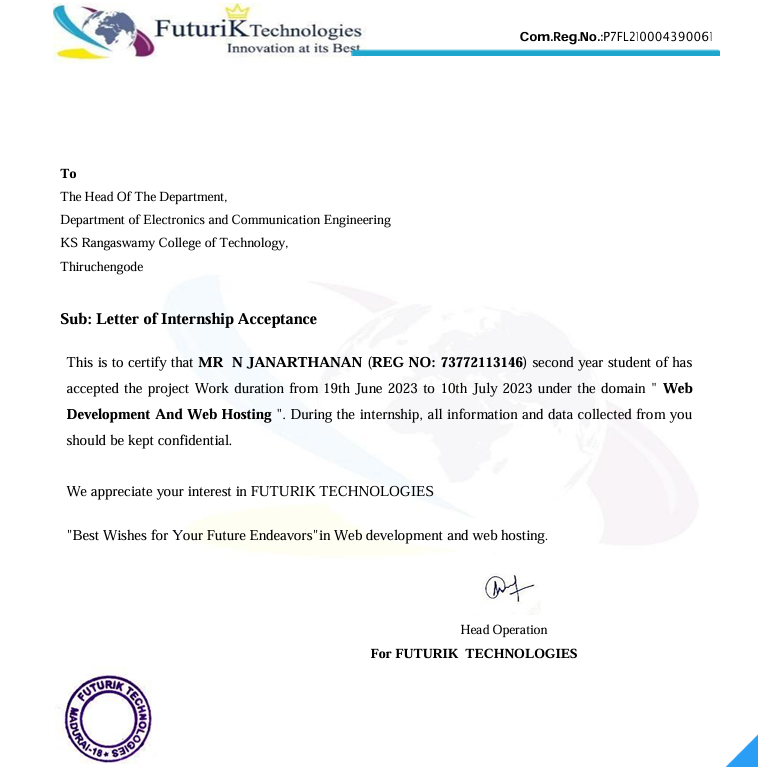 FuturiK Technologies
Innovation at its Best
Com.Reg.No.:P7FL210004390061
To
The Head Of The Department,
Department of Electronics and Communication Engineering
KS Rangaswamy College of Technology,
Thiruchengode
Sub: Letter of Internship Acceptance
This is to certify that MR N JANARTHANAN (REG NO: 73772113146) second year student of has
accepted the project Work duration from 19th June 2023 to 10th July 2023 under the domain " Web
Development And Web Hosting ". During the internship, all information and data collected from you
should be kept confidential.
We appreciate your interest in FUTURIK TECHNOLOGIES
"Best Wishes for Your Future Endeavors"in Web development and web hosting.
Head Operation
For FUTURIK TECHNOLOGIES
FUTURIK TECHNOLOGIES
MADURAI-18